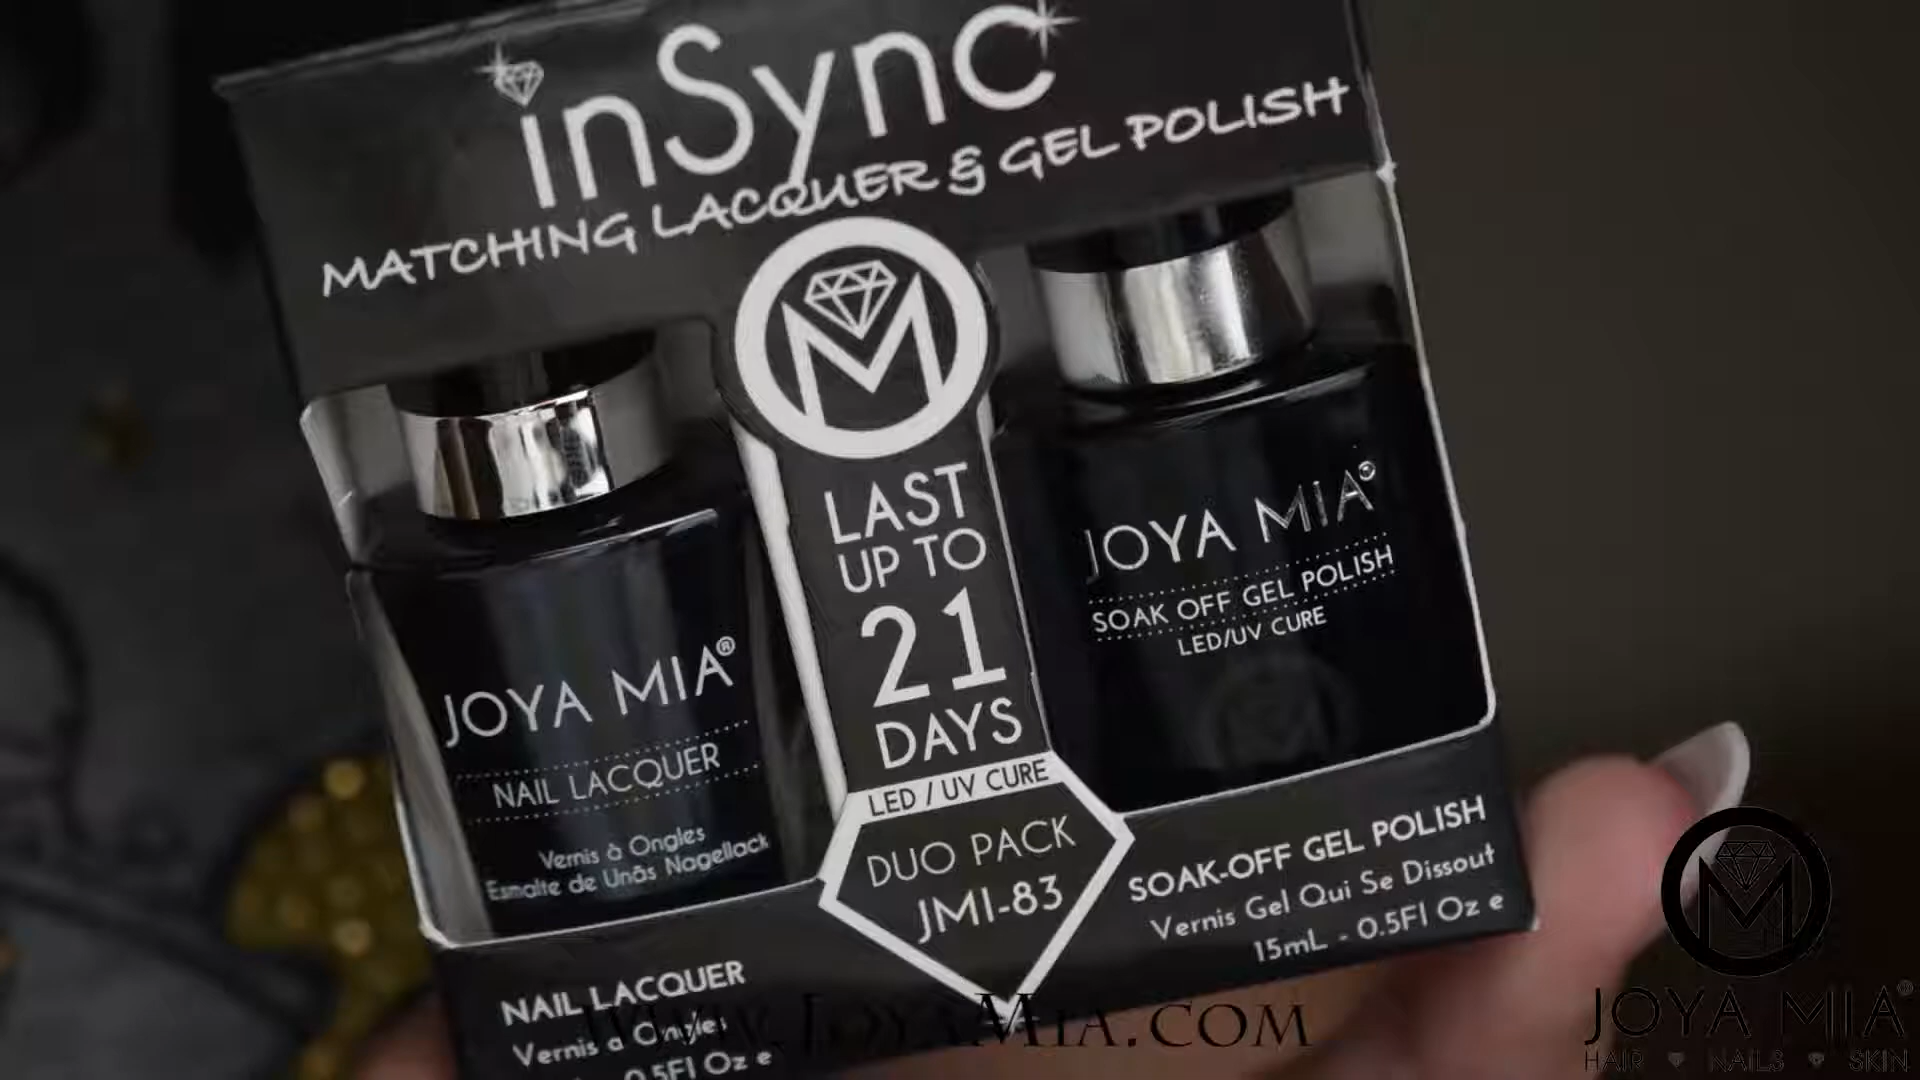 inSync
MATCHING LACQUER & GEL POLISH
M
LAST
UP TO
21
DAYS
LED / UV CURE
DUO PACK
JMI-83
JOYA MIA®
NAIL LACQUER
Vernis à Ongles
Esmalte de Unãs Nagellack
JOYA MIA®
SOAK OFF GEL POLISH
LED/UV CURE
NAIL LACQUER
Vernis a Ongles
0.5Fl Oz e
SOAK-OFF GEL POLISH
Vernis Gel Qui Se Dissout
15mL - 0.5Fl Oz e
www.JoyaMia.com
M
JOYA MIA®
HAIR NAILS SKIN